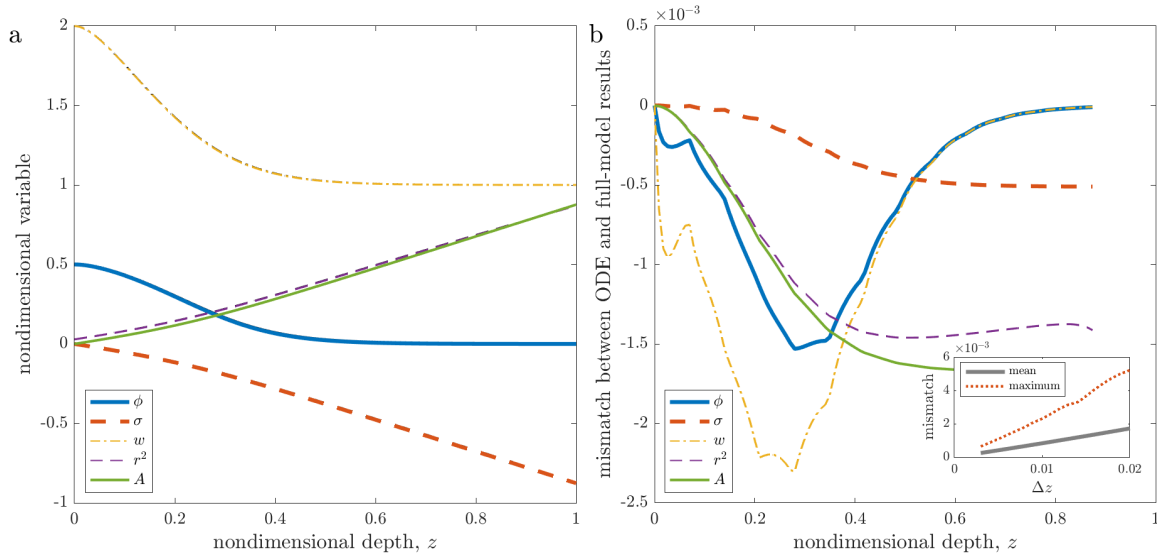 a
nondimensional variable
2
1.5
1
0.5
0
-0.5
-1
ϕ
σ
w
r²
A
0
0.2
0.4
0.6
0.8
1
nondimensional depth, z
b
mismatch between ODE and full-model results
×10⁻³
0.5
0
-0.5
-1
-1.5
-2
-2.5
ϕ
σ
w
r²
A
×10⁻³
mismatch
6
4
2
0
mean
maximum
0
0.01
0.02
Δz
0
0.2
0.4
0.6
0.8
1
nondimensional depth, z